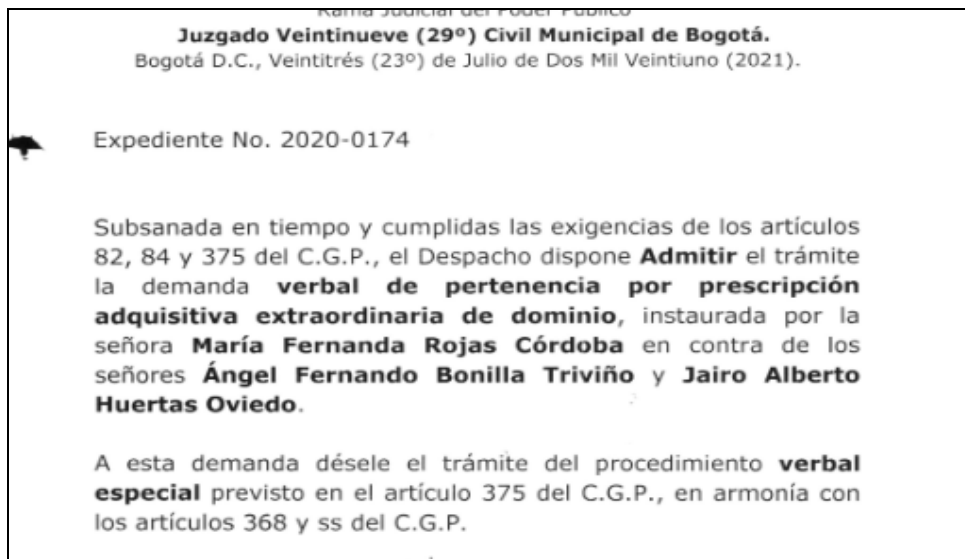 Rama Judicial del Poder Público
Juzgado Veintinueve (29º) Civil Municipal de Bogotá.
Bogotá D.C., Veintitrés (23º) de Julio de Dos Mil Veintiuno (2021).
Expediente No. 2020-0174
Subsanada en tiempo y cumplidas las exigencias de los artículos
82, 84 y 375 del C.G.P., el Despacho dispone Admitir el trámite
la demanda verbal de pertenencia por prescripción
adquisitiva extraordinaria de dominio, instaurada por la
señora María Fernanda Rojas Córdoba en contra de los
señores Ángel Fernando Bonilla Triviño y Jairo Alberto
Huertas Oviedo.
A esta demanda désele el trámite del procedimiento verbal
especial previsto en el artículo 375 del C.G.P., en armonía con
los artículos 368 y ss del C.G.P.